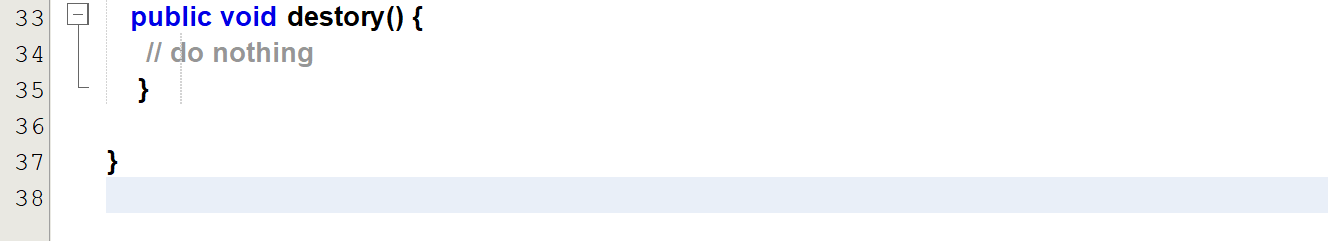 33 public void destory() {
34 // do nothing
35 }
36
37 }
38